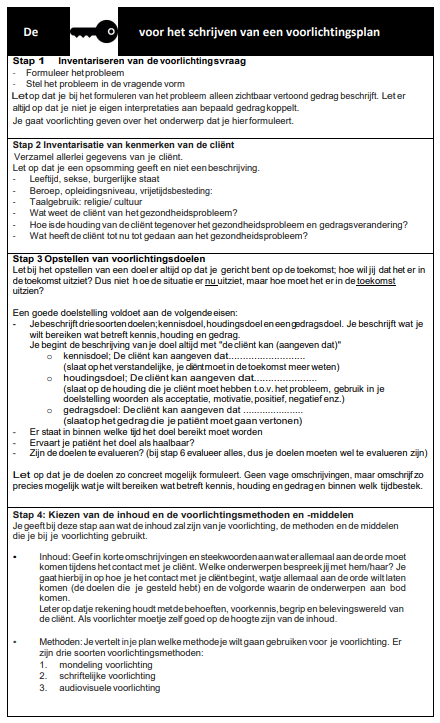 De voor het schrijven van een voorlichtingsplan
Stap 1 Inventariseren van de voorlichtingsvraag
- Formuleer het probleem
- Stel het probleem in de vragende vorm
Let op dat je bij het formuleren van het probleem alleen zichtbaar vertoond gedrag beschrijft. Let er
altijd op dat je niet je eigen interpretaties aan bepaald gedrag koppelt.
Je gaat voorlichting geven over het onderwerp dat je hier formuleert.
Stap 2 Inventarisatie van kenmerken van de cliënt
Verzamel allerlei gegevens van je cliënt.
Let op dat je een opsomming geeft en niet een beschrijving.
- Leeftijd, sekse, burgerlijke staat
- Beroep, opleidingsniveau, vrijetijdsbesteding:
- Taalgebruik: religie/ cultuur
- Wat weet de cliënt van het gezondheidsprobleem?
- Hoe is de houding van de cliënt tegenover het gezondheidsprobleem en gedragsverandering?
- Wat heeft de cliënt tot nu tot gedaan aan het gezondheidsprobleem?
Stap 3 Opstellen van voorlichtingsdoelen
Let bij het opstellen van een doel er altijd op dat je gericht bent op de toekomst; hoe wil jij dat het er in
de toekomst uitziet? Dus niet hoe de situatie er nu uitziet, maar hoe moet het er in de toekomst
uitzien?
Een goede doelstelling voldoet aan de volgende eisen:
- Je beschrijft drie soorten doelen; kennisdoel, houdingsdoel en een gedragsdoel. Je beschrijft wat je
wilt bereiken wat betreft kennis, houding en gedrag.
Je begint de beschrijving van je doel altijd met "de cliënt kan (aangeven dat)"
o kennisdoel; De cliënt kan aangeven dat...........................
(slaat op het verstandelijke, je cliënt moet in de toekomst meer weten)
o houdingsdoel; De cliënt kan aangeven dat......................
(slaat op de houding die je cliënt moet hebben t.o.v. het probleem, gebruik in je
doelstelling woorden als acceptatie, motivatie, positief, negatief enz.)
o gedragsdoel: De cliënt kan aangeven dat .....................
(slaat op het gedrag die je patiënt moet gaan vertonen)
- Er staat in binnen welke tijd het doel bereikt moet worden
- Ervaart je patiënt het doel als haalbaar?
- Zijn de doelen te evalueren? (bij stap 6 evalueer alles, dus je doelen moeten wel te evalueren zijn)
Let op dat je de doelen zo concreet mogelijk formuleert. Geen vage omschrijvingen, maar omschrijf zo
precies mogelijk wat je wilt bereiken wat betreft kennis, houding en gedrag en binnen welk tijdbestek.
Stap 4: Kiezen van de inhoud en de voorlichtingsmethoden en -middelen
Je geeft bij deze stap aan wat de inhoud zal zijn van je voorlichting, de methoden en de middelen
die je bij je voorlichting gebruikt.
• Inhoud: Geef in korte omschrijvingen en steekwoorden aan wat er allemaal aan de orde moet
komen tijdens het contact met je cliënt. Welke onderwerpen bespreek jij met hem/haar? Je
gaat hierbij in op hoe je het contact met je cliënt begint, wat je allemaal aan de orde wilt laten
komen (de doelen die je gesteld hebt) en de volgorde waarin de onderwerpen aan bod
komen.
Let er op dat je rekening houdt met de behoeften, voorkennis, begrip en belevingswereld van
de cliënt. Als voorlichter moet je zelf goed op de hoogte zijn van de inhoud.
• Methoden: Je vertelt in je plan welke methode je wilt gaan gebruiken voor je voorlichting. Er
zijn drie soorten voorlichtingsmethoden:
1. mondeling voorlichting
2. schriftelijke voorlichting
3. audiovisuele voorlichting